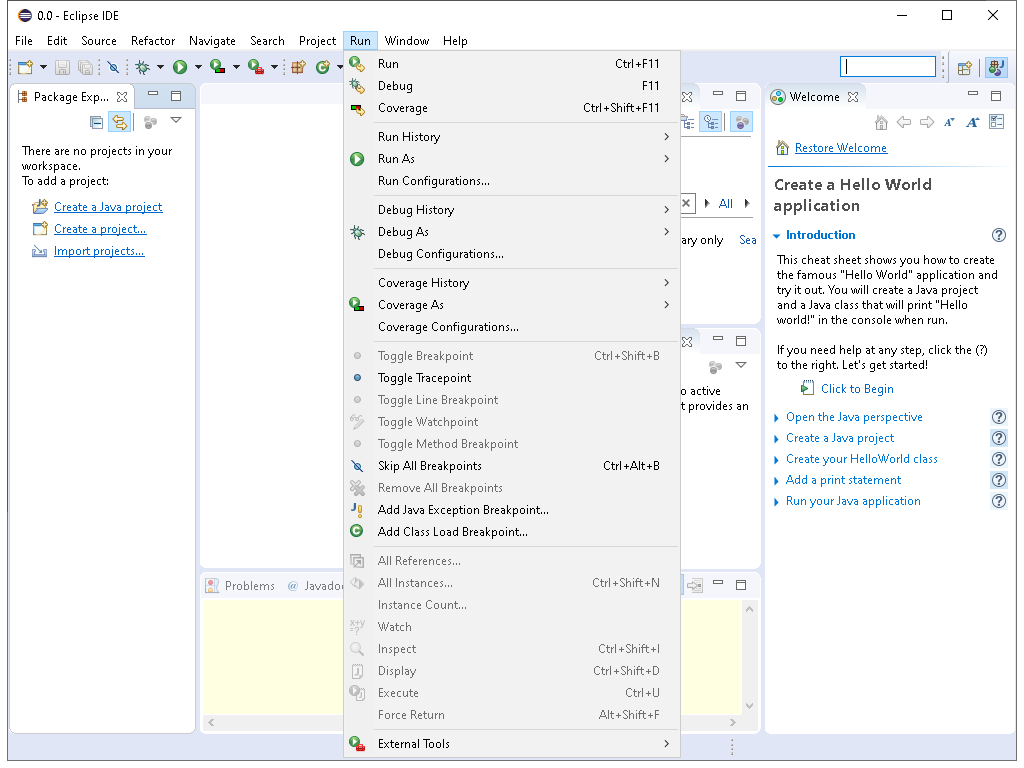 0.0 - Eclipse IDE
File Edit Source Refactor Navigate Search Project Run Window Help
Package Exp...
There are no projects in your
workspace.
To add a project:
Create a Java project
Create a project...
Import projects...
Run Ctrl+F11
Debug F11
Coverage Ctrl+Shift+F11
Run History
Run As
Run Configurations...
Debug History
Debug As
Debug Configurations...
Coverage History
Coverage As
Coverage Configurations...
Toggle Breakpoint Ctrl+Shift+B
Toggle Tracepoint
Toggle Line Breakpoint
Toggle Watchpoint
Toggle Method Breakpoint
Skip All Breakpoints Ctrl+Alt+B
Remove All Breakpoints
Add Java Exception Breakpoint...
Add Class Load Breakpoint...
All References...
All Instances... Ctrl+Shift+N
Instance Count...
Watch
Inspect Ctrl+Shift+I
Display Ctrl+Shift+D
Execute Ctrl+U
Force Return Alt+Shift+F
External Tools
All
ary only Sea
o active
t provides an
Problems @ Javado
Welcome
Restore Welcome
Create a Hello World
application
Introduction
This cheat sheet shows you how to create
the famous "Hello World" application and
try it out. You will create a Java project
and a Java class that will print "Hello
world!" in the console when run.
If you need help at any step, click the (?)
to the right. Let's get started!
Click to Begin
Open the Java perspective
Create a Java project
Create your HelloWorld class
Add a print statement
Run your Java application